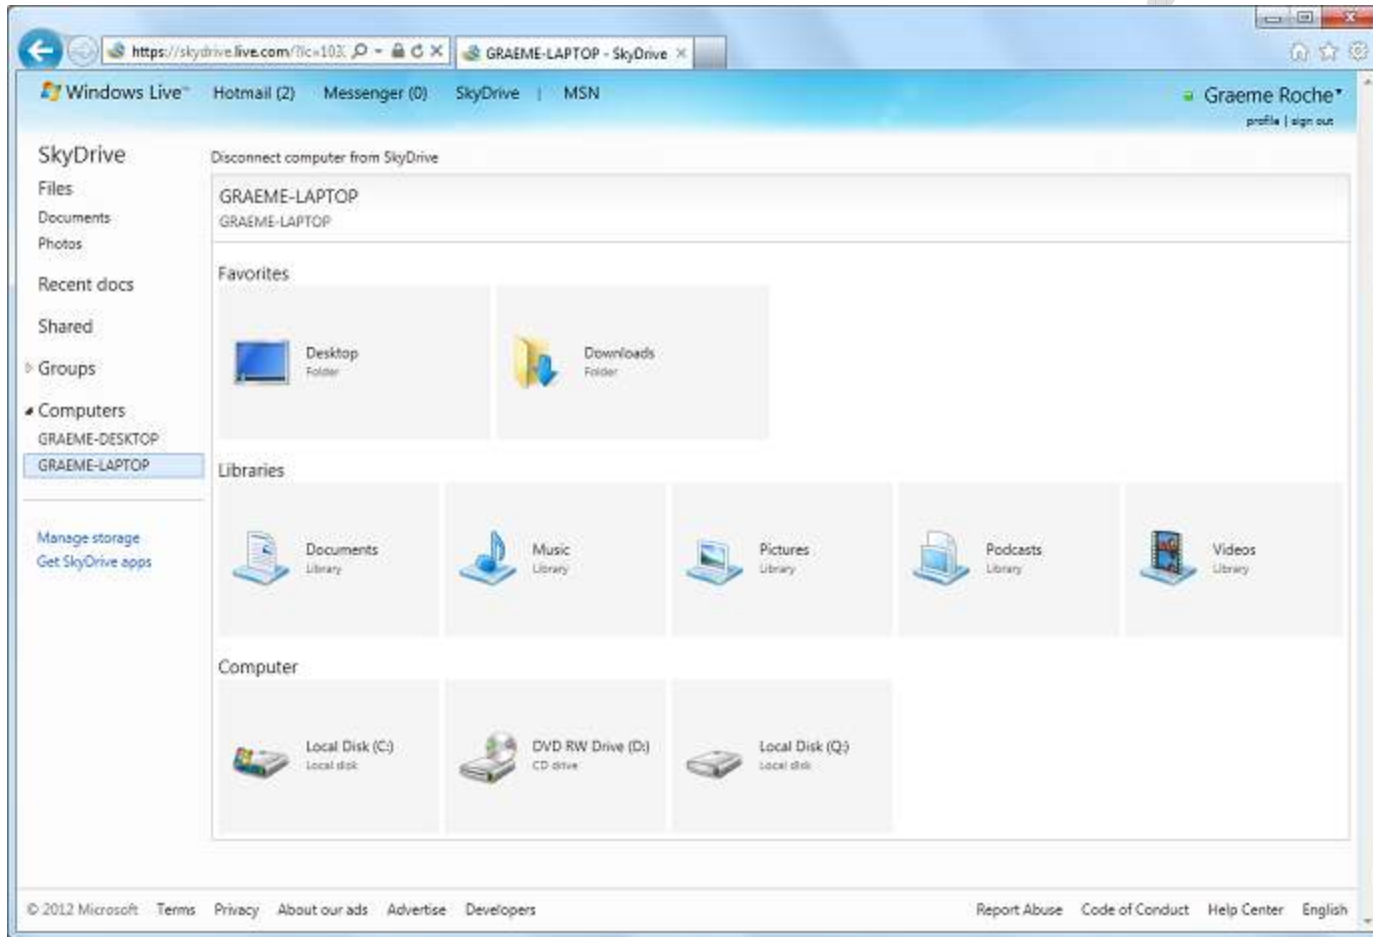 https://skydrive.live.com/?lc=103 GRAEME-LAPTOP - SkyDrive
Windows Live™ Hotmail (2) Messenger (0) SkyDrive | MSN Graeme Roche
profile | sign out
SkyDrive
Files
Documents
Photos
Recent docs
Shared
Groups
Computers
GRAEME-DESKTOP
GRAEME-LAPTOP
Manage storage
Get SkyDrive apps
Disconnect computer from SkyDrive
GRAEME-LAPTOP
GRAEME-LAPTOP
Favorites
Desktop
Folder
Downloads
Folder
Libraries
Documents
Library
Music
Library
Pictures
Library
Podcasts
Library
Videos
Library
Computer
Local Disk (C:)
Local disk
DVD RW Drive (D:)
CD drive
Local Disk (Q:)
Local disk
© 2012 Microsoft Terms Privacy About our ads Advertise Developers Report Abuse Code of Conduct Help Center English